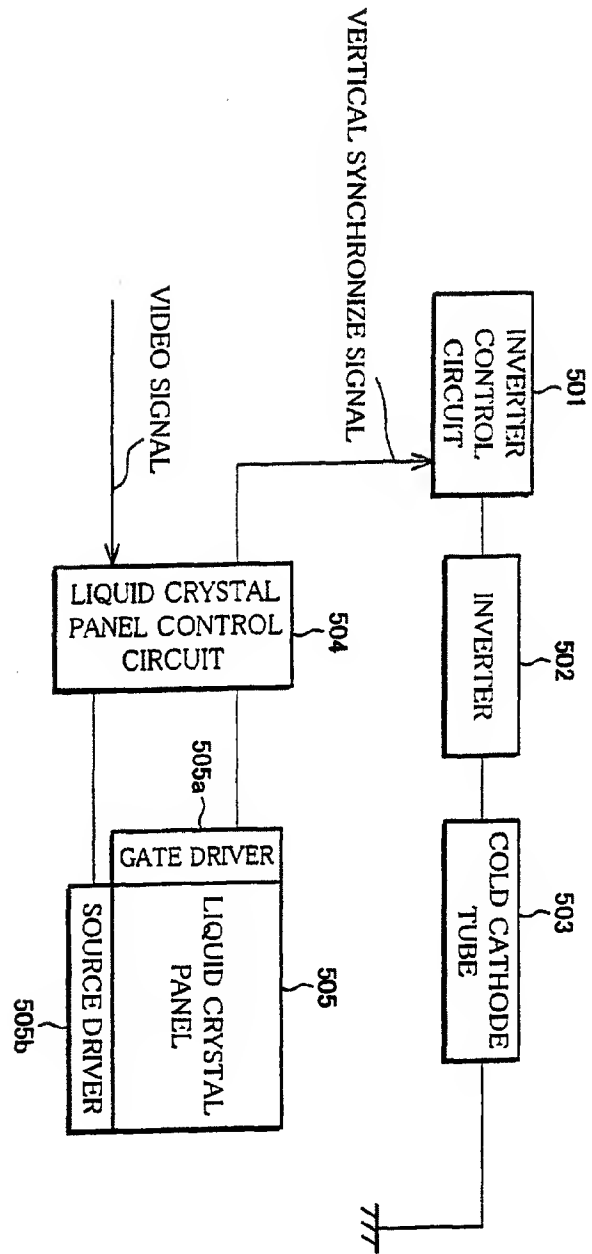 501
INVERTER
CONTROL
CIRCUIT
502
INVERTER
503
COLD CATHODE
TUBE
VERTICAL SYNCHRONIZE SIGNAL
VIDEO SIGNAL
504
LIQUID CRYSTAL
PANEL CONTROL
CIRCUIT
505a
GATE DRIVER
505
LIQUID CRYSTAL
PANEL
SOURCE DRIVER
505b